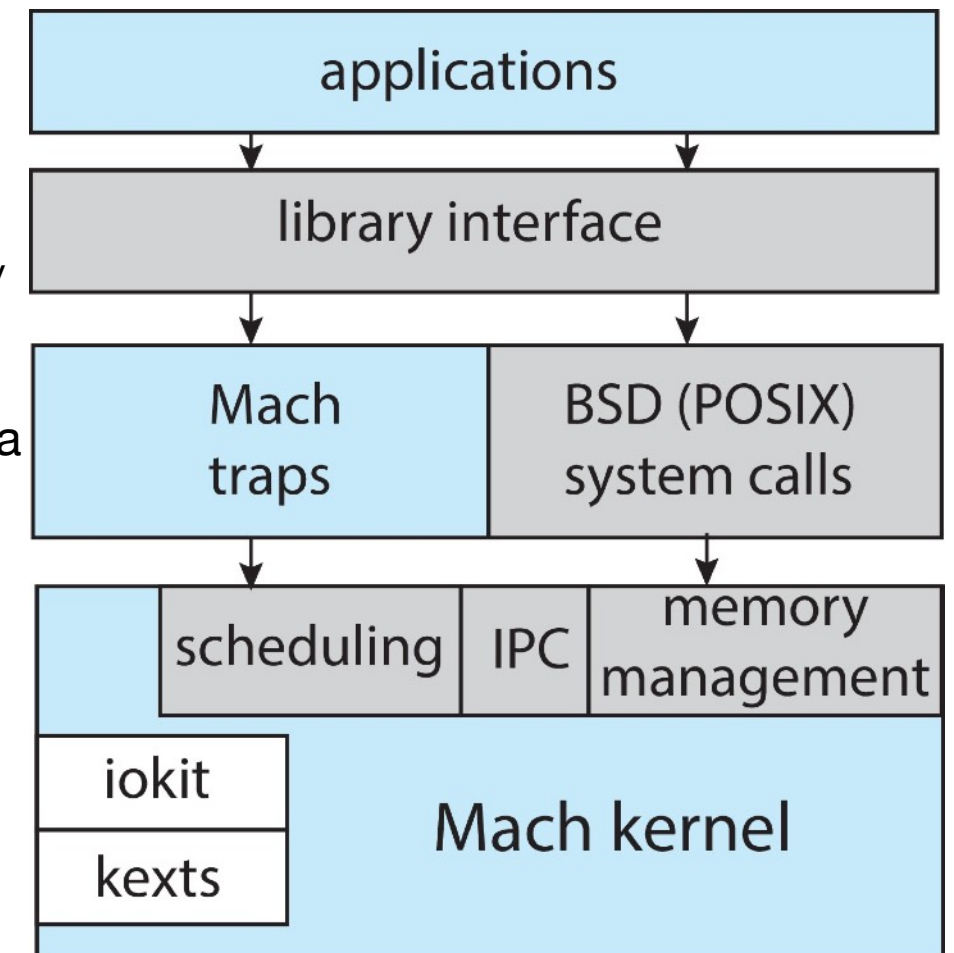 applications
library interface
Mach
traps
BSD (POSIX)
system calls
a
scheduling
IPC
memory
management
iokit
kexts
Mach kernel